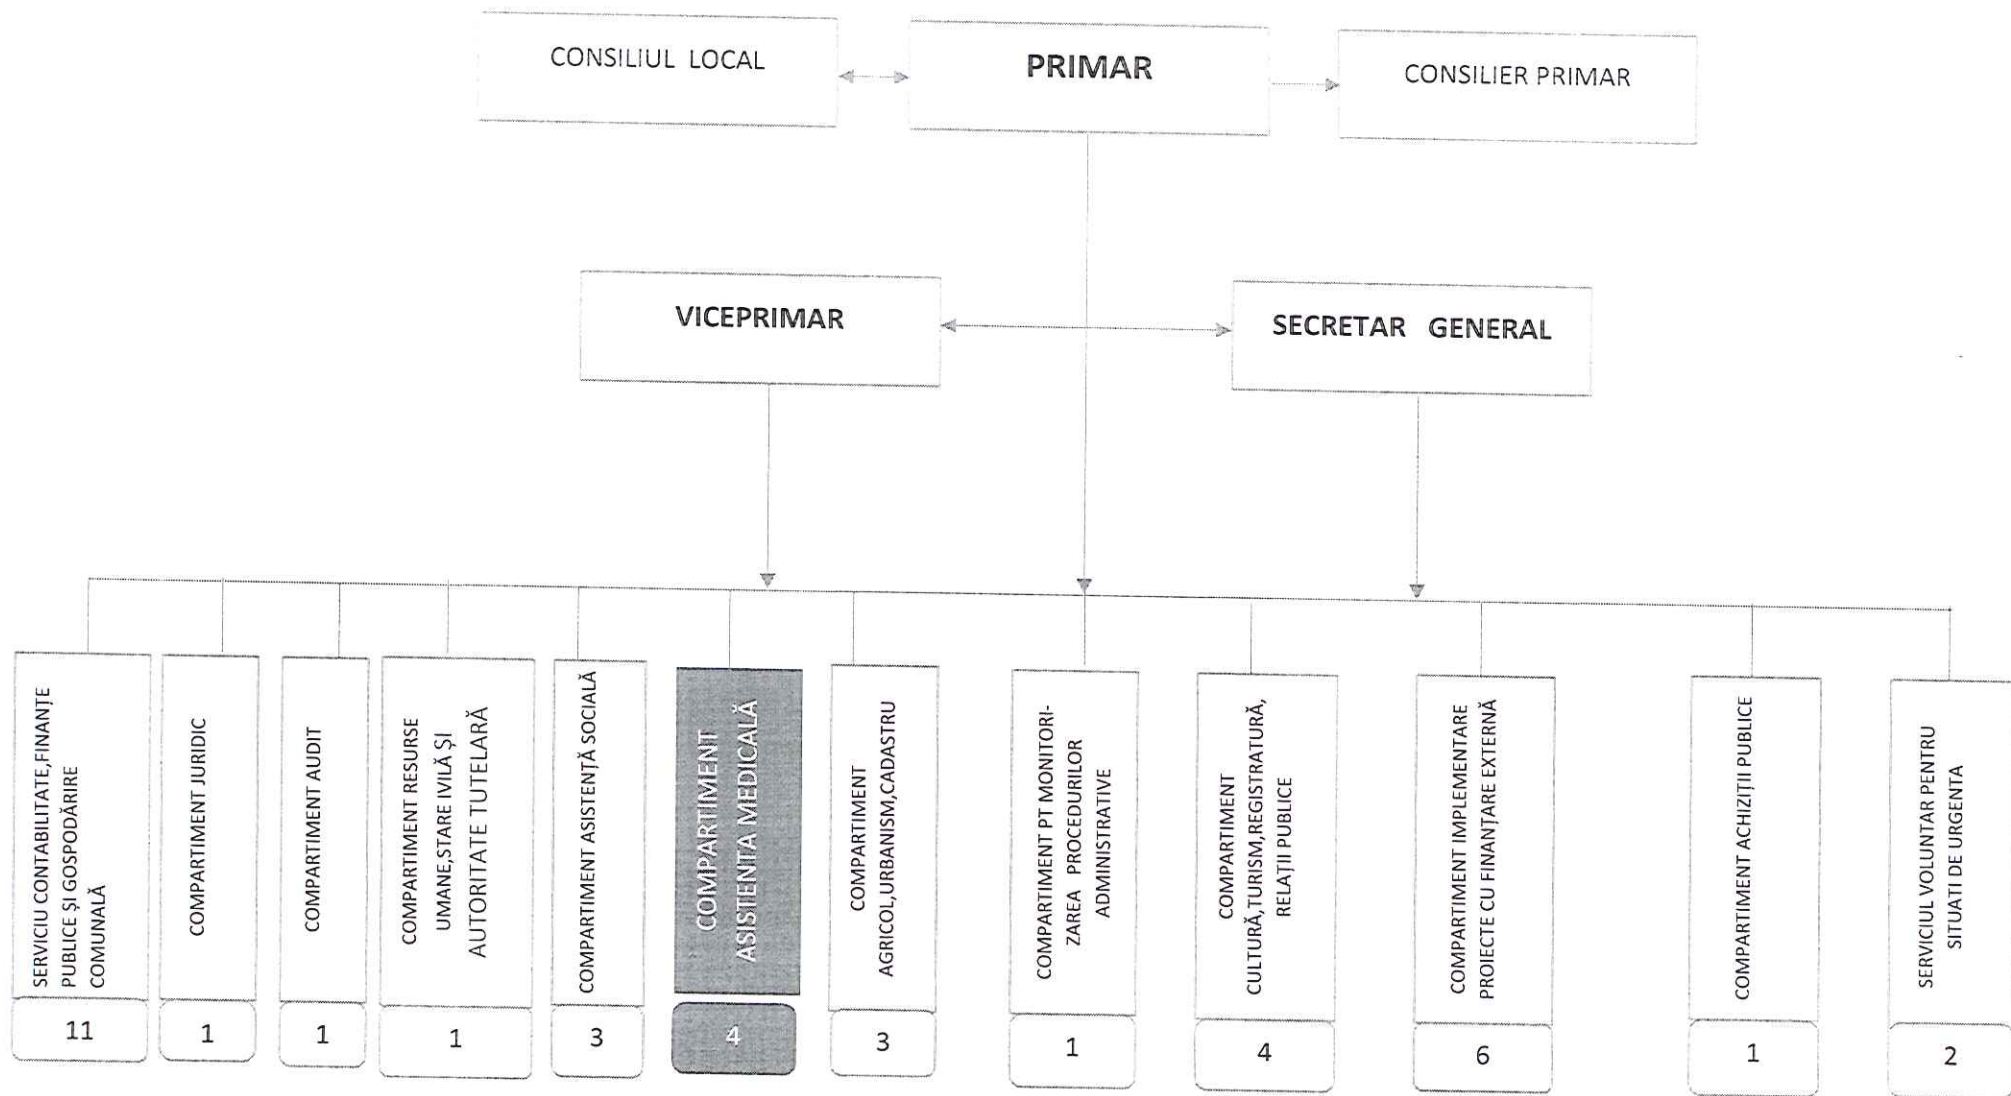 CONSILIUL LOCAL
PRIMAR
CONSILIER PRIMAR
VICEPRIMAR
SECRETAR GENERAL
SERVICIU CONTABILITATE,FINANȚE
PUBLICE ȘI GOSPODĂRIRE
COMUNALĂ
11
COMPARTIMENT JURIDIC
1
COMPARTIMENT AUDIT
1
COMPARTIMENT RESURSE
UMANE,STARE IVILĂ ȘI
AUTORITATE TUTELARĂ
1
COMPARTIMENT ASISTENȚĂ SOCIALĂ
3
COMPARTIMENT
ASISTENTA MEDICALĂ
4
COMPARTIMENT
AGRICOL,URBANISM,CADASTRU
3
COMPARTIMENT PT MONITORI-
ZAREA PROCEDURILOR
ADMINISTRATIVE
1
COMPARTIMENT
CULTURĂ,TURISM,REGISTRATURĂ,
RELAȚII PUBLICE
4
COMPARTIMENT IMPLEMENTARE
PROIECTE CU FINANȚARE EXTERNĂ
6
COMPARTIMENT ACHIZIȚII PUBLICE
1
SERVICIUL VOLUNTAR PENTRU
SITUATI DE URGENTA
2